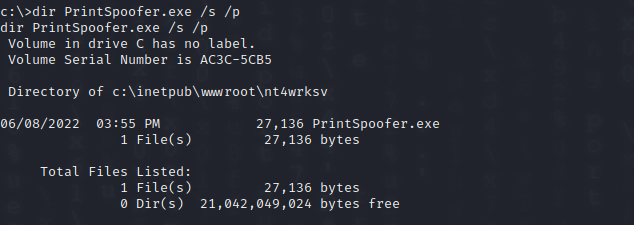 c:\>dir PrintSpoofer.exe /s /p
dir PrintSpoofer.exe /s /p
 Volume in drive C has no label.
 Volume Serial Number is AC3C-5CB5

 Directory of c:\inetpub\wwwroot\nt4wrksv

06/08/2022  03:55 PM            27,136 PrintSpoofer.exe
               1 File(s)         27,136 bytes

     Total Files Listed:
               1 File(s)         27,136 bytes
               0 Dir(s)  21,042,049,024 bytes free